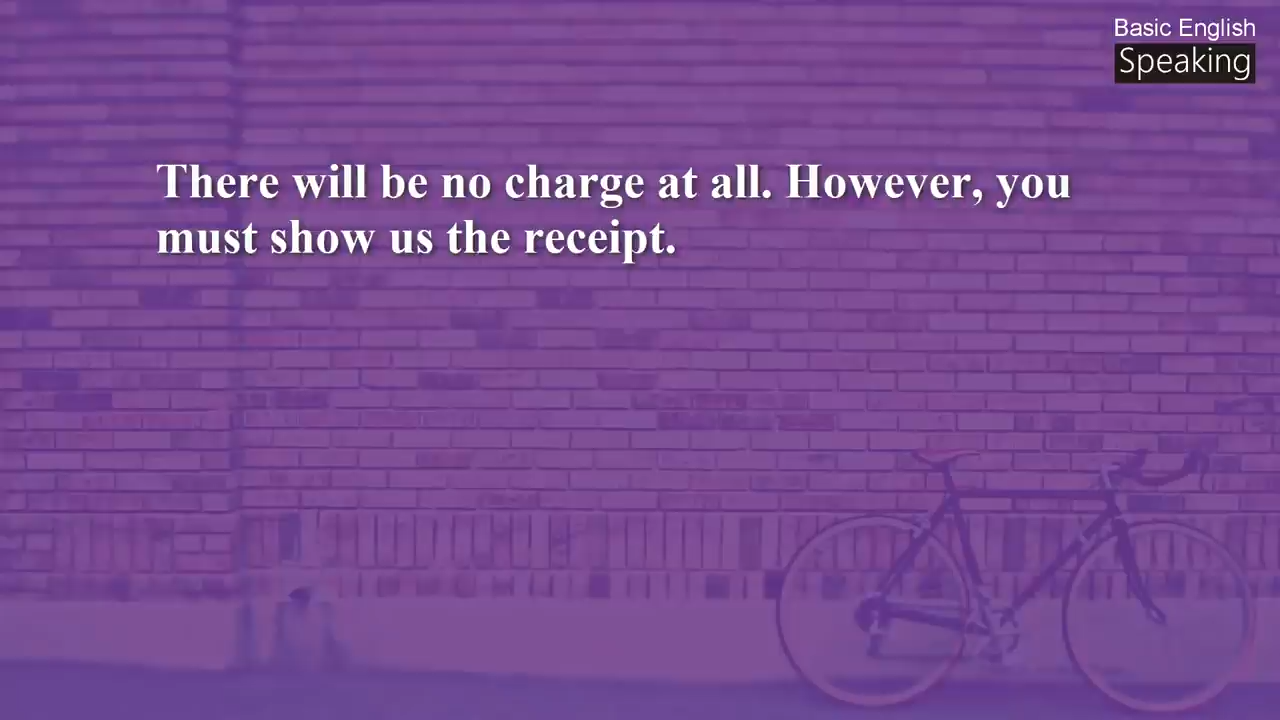 Basic English
Speaking
There will be no charge at all. However, you
must show us the receipt.